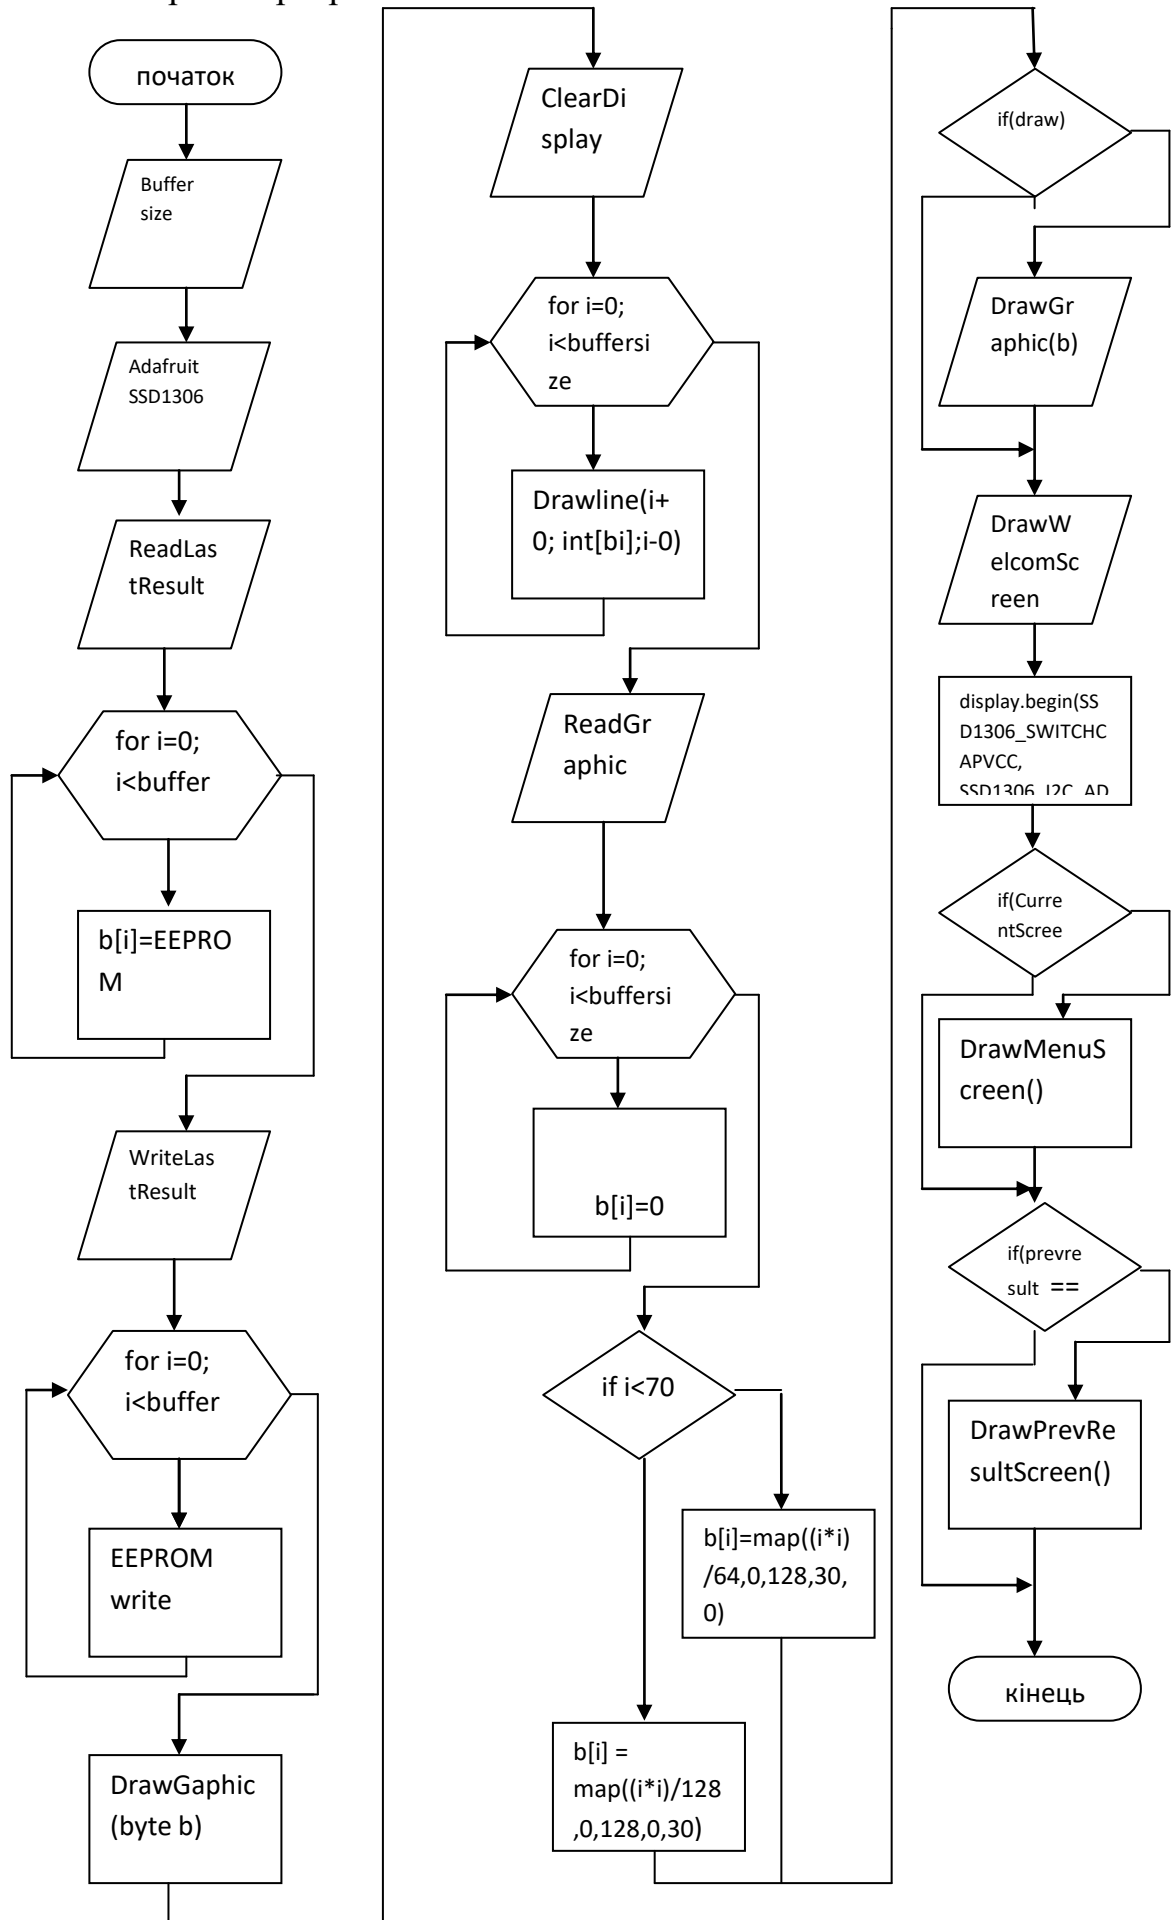 початок
Buffer
size
Adafruit
SSD1306
ReadLas
tResult
for i=0;
i<buffer
b[i]=EEPRO
M
WriteLas
tResult
for i=0;
i<buffer
EEPROM
write
DrawGaphic
(byte b)
ClearDi
splay
for i=0;
i<buffersi
ze
Drawline(i+
0; int[bi];i-0)
ReadGr
aphic
for i=0;
i<buffersi
ze
b[i]=0
if i<70
b[i]=map((i*i)
/64,0,128,30,
0)
b[i] =
map((i*i)/128
,0,128,0,30)
if(draw)
DrawGr
aphic(b)
DrawW
elcomSc
reen
display.begin(SS
D1306_SWITCHC
APVCC,
SSD1306_I2C_AD
if(Curre
ntScree
DrawMenuS
creen()
if(prevre
sult ==
DrawPrevRe
sultScreen()
кінець